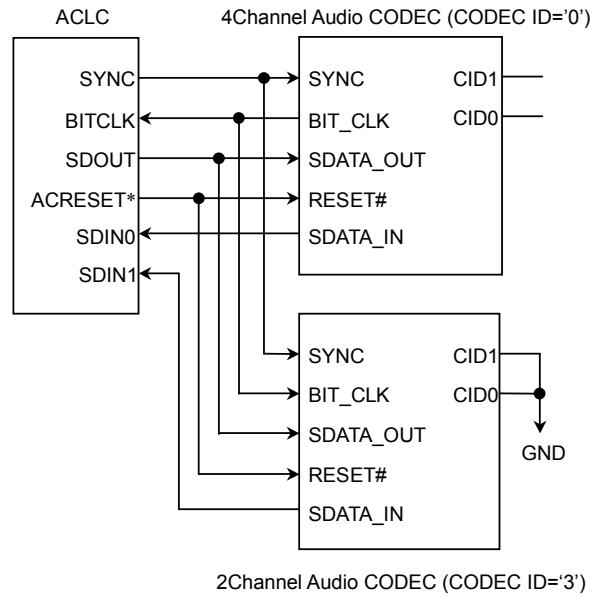 ACLC
4Channel Audio CODEC (CODEC ID='0')
SYNC
BITCLK
SDOUT
ACRESET*
SDIN0
SDIN1
SYNC
BIT_CLK
SDATA_OUT
RESET#
SDATA_IN
CID1
CID0
SYNC
BIT_CLK
SDATA_OUT
RESET#
SDATA_IN
CID1
CID0
GND
2Channel Audio CODEC (CODEC ID=‘3’)